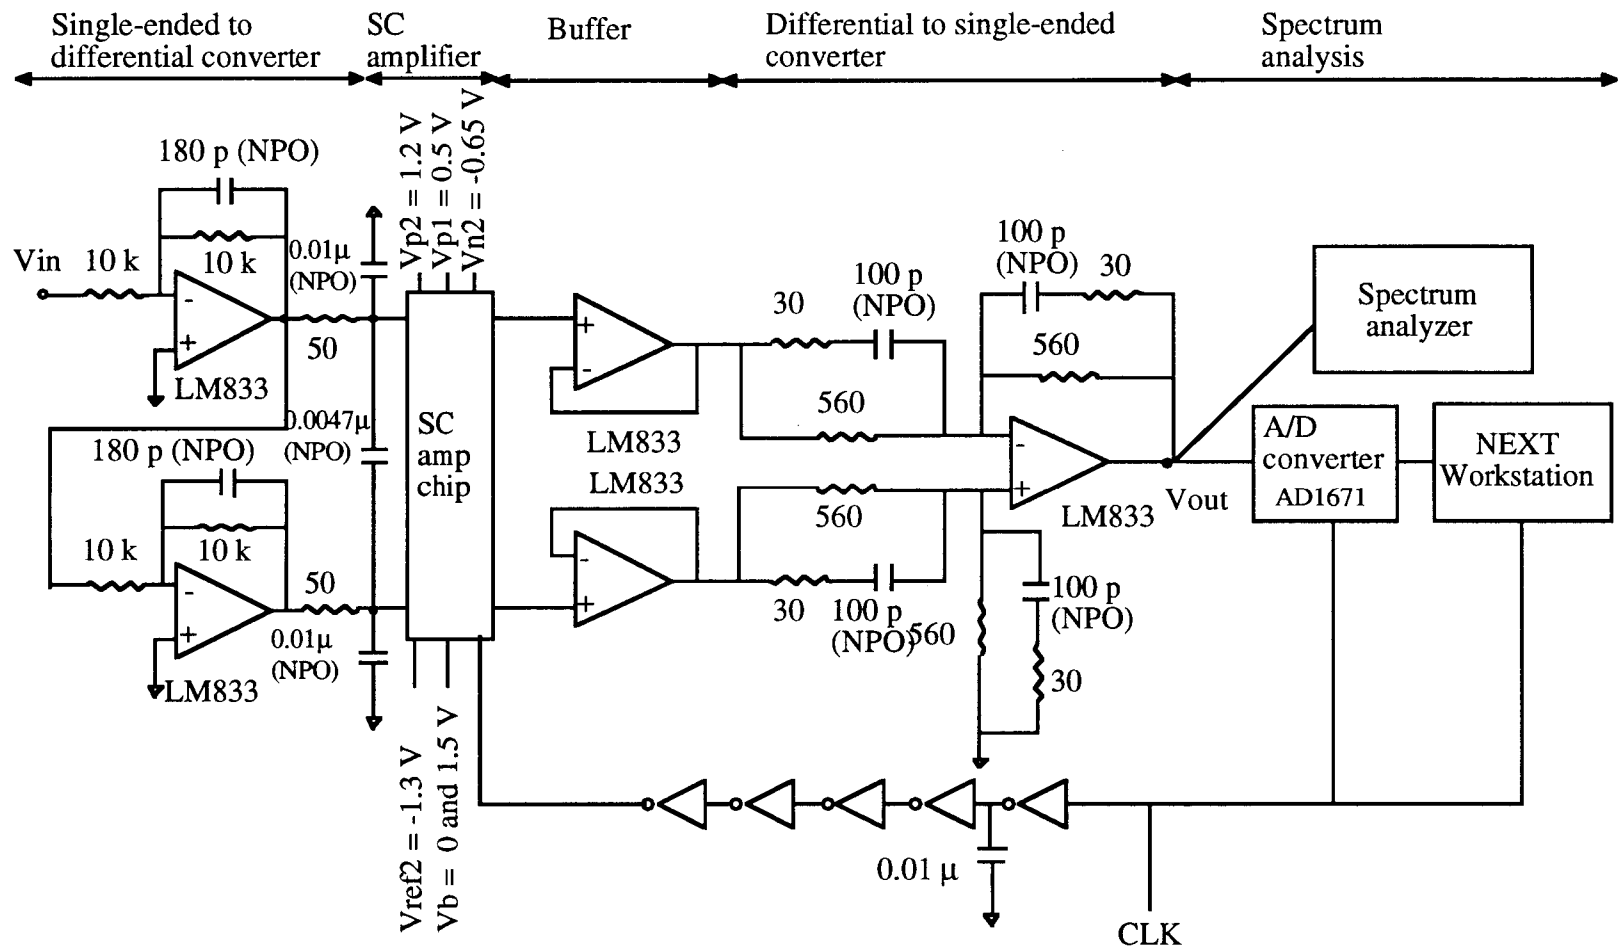 Single-ended to
differential converter
SC
amplifier
Buffer
Differential to single-ended
converter
Spectrum
analysis
Vp2 = 1.2 V
Vp1 = 0.5 V
Vn2 = -0.65 V
180 p (NPO)
Vin
10 k
10 k
0.01µ
(NPO)
-
+
50
LM833
0.0047µ
(NPO)
180 p (NPO)
10 k
10 k
50
-
+
0.01µ
(NPO)
LM833
SC
amp
chip
+
-
LM833
LM833
-
+
30
100 p
(NPO)
560
560
30
100 p
(NPO)
100 p
(NPO)
30
560
-
+
LM833
Vout
560
100 p
(NPO)
30
Spectrum
analyzer
A/D
converter
AD1671
NEXT
Workstation
Vref2 = -1.3 V
Vb = 0 and 1.5 V
0.01 µ
CLK